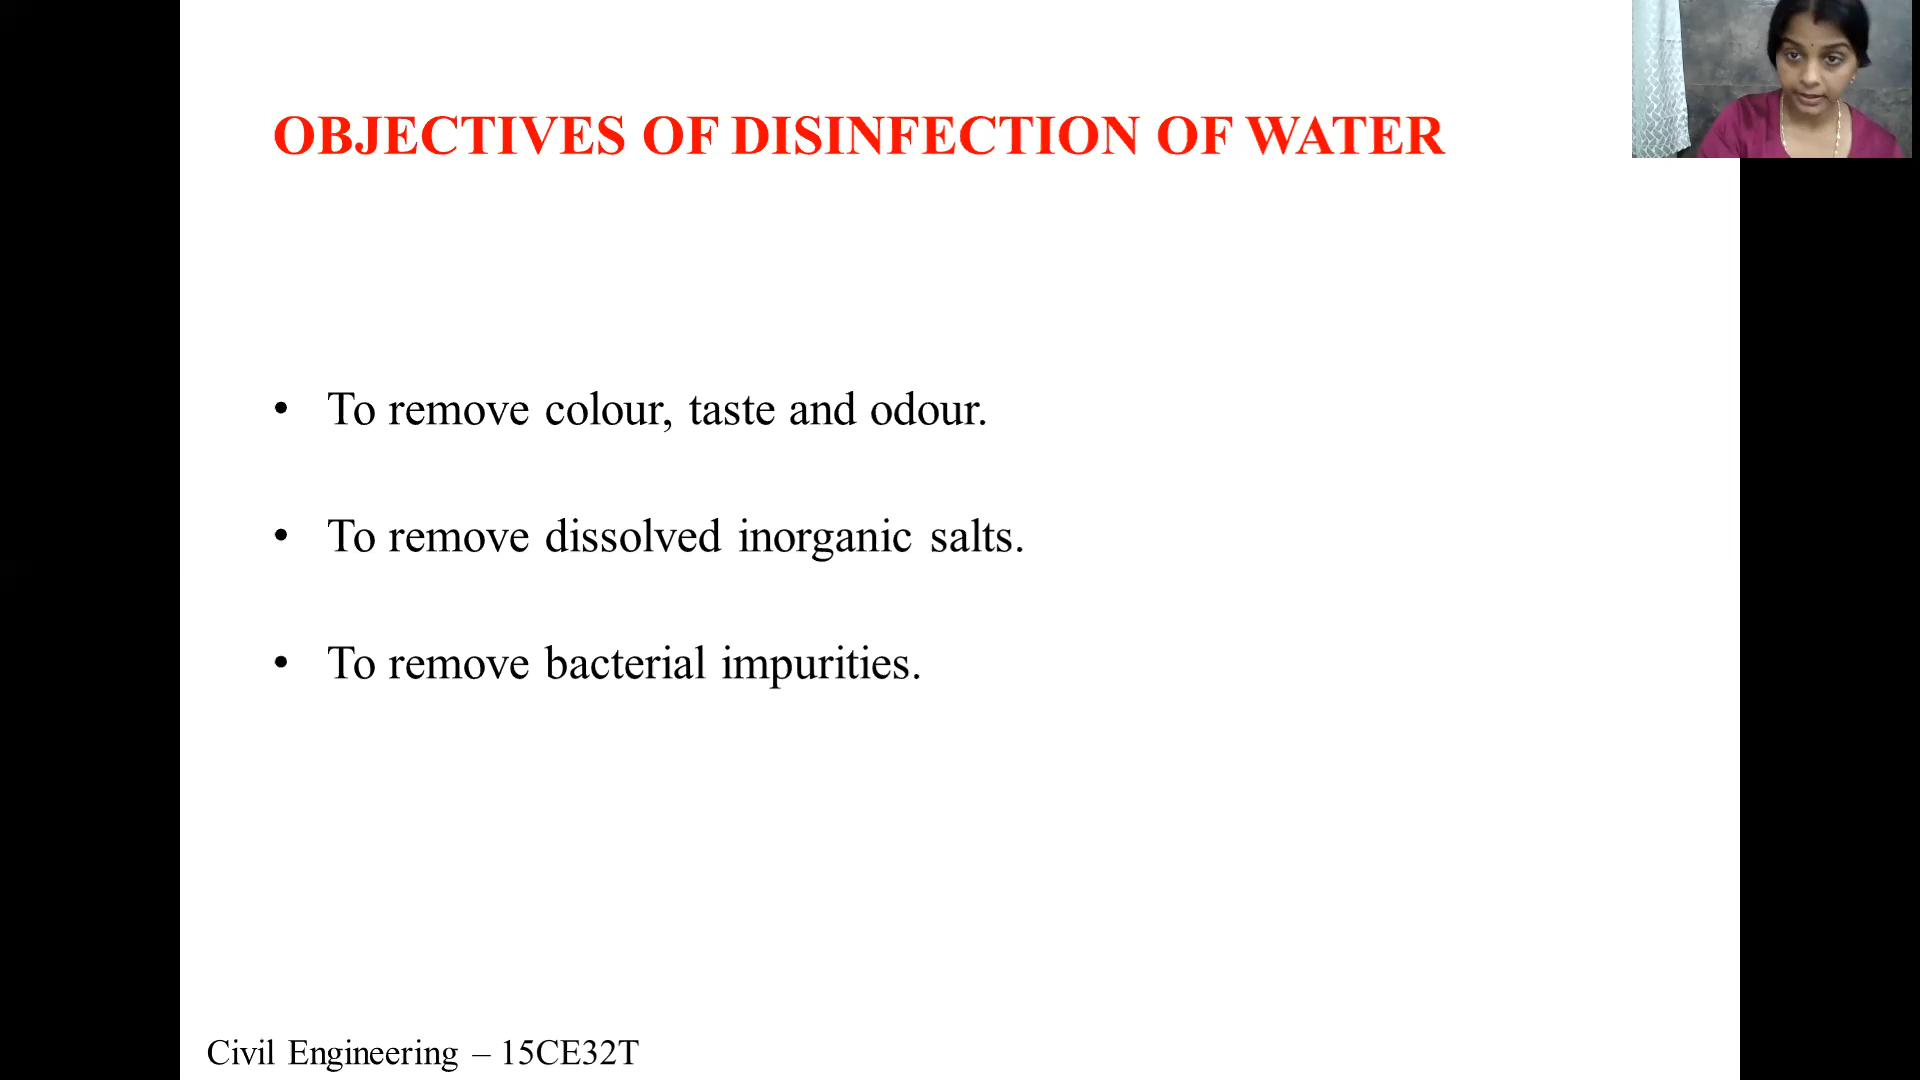 OBJECTIVES OF DISINFECTION OF WATER
• To remove colour, taste and odour.
• To remove dissolved inorganic salts.
• To remove bacterial impurities.
Civil Engineering – 15CE32T